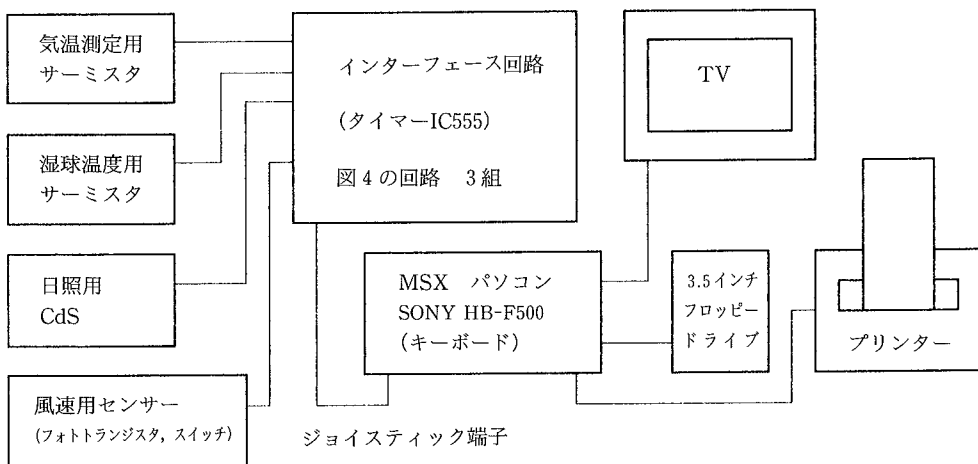 気温測定用
サーミスタ
湿球温度用
サーミスタ
日照用
CdS
風速用センサー
(フォトトランジスタ, スイッチ)
インターフェース回路
(タイマーIC555)
図4の回路 3組
TV
MSX パソコン
SONY HB-F500
(キーボード)
3.5インチ
フロッピー
ドライブ
プリンター
ジョイスティック端子